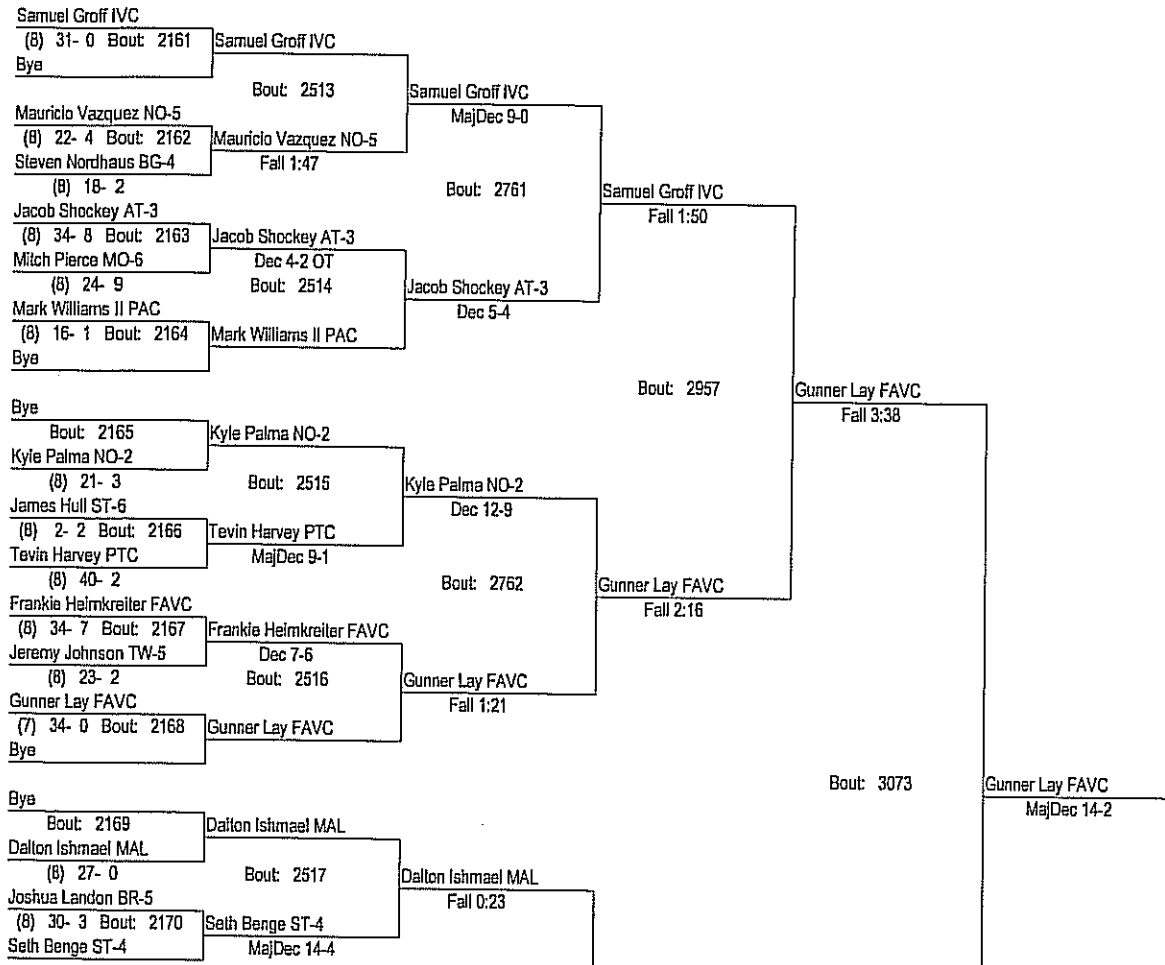 Samuel Groff IVC
(8) 31- 0 Bout: 2161
Bye
Samuel Groff IVC
Bout: 2513
Mauricio Vazquez NO-5
(8) 22- 4 Bout: 2162
Steven Nordhaus BG-4
(8) 18- 2
Mauricio Vazquez NO-5
Fall 1:47
Samuel Groff IVC
MajDec 9-0
Bout: 2761
Jacob Shockey AT-3
(8) 34- 8 Bout: 2163
Mitch Pierce MO-6
(8) 24- 9
Jacob Shockey AT-3
Dec 4-2 OT
Bout: 2514
Mark Williams II PAC
(8) 16- 1 Bout: 2164
Bye
Mark Williams II PAC
Jacob Shockey AT-3
Dec 5-4
Samuel Groff IVC
Fall 1:50
Bout: 2957
Bye
Bout: 2165
Kyle Palma NO-2
(8) 21- 3
Kyle Palma NO-2
Bout: 2515
James Hull ST-6
(8) 2- 2 Bout: 2166
Tevin Harvey PTC
(8) 40- 2
Tevin Harvey PTC
MajDec 9-1
Kyle Palma NO-2
Dec 12-9
Bout: 2762
Frankie Heimkreiter FAVC
(8) 34- 7 Bout: 2167
Jeremy Johnson TW-5
(8) 23- 2
Frankie Heimkreiter FAVC
Dec 7-6
Bout: 2516
Gunner Lay FAVC
(7) 34- 0 Bout: 2168
Bye
Gunner Lay FAVC
Gunner Lay FAVC
Fall 1:21
Gunner Lay FAVC
Fall 2:16
Gunner Lay FAVC
Fall 3:38
Bout: 3073
Gunner Lay FAVC
MajDec 14-2
Bye
Bout: 2169
Dalton Ishmael MAL
(8) 27- 0
Dalton Ishmael MAL
Bout: 2517
Joshua Landon BR-5
(8) 30- 3 Bout: 2170
Seth Benge ST-4
Seth Benge ST-4
MajDec 14-4
Dalton Ishmael MAL
Fall 0:23